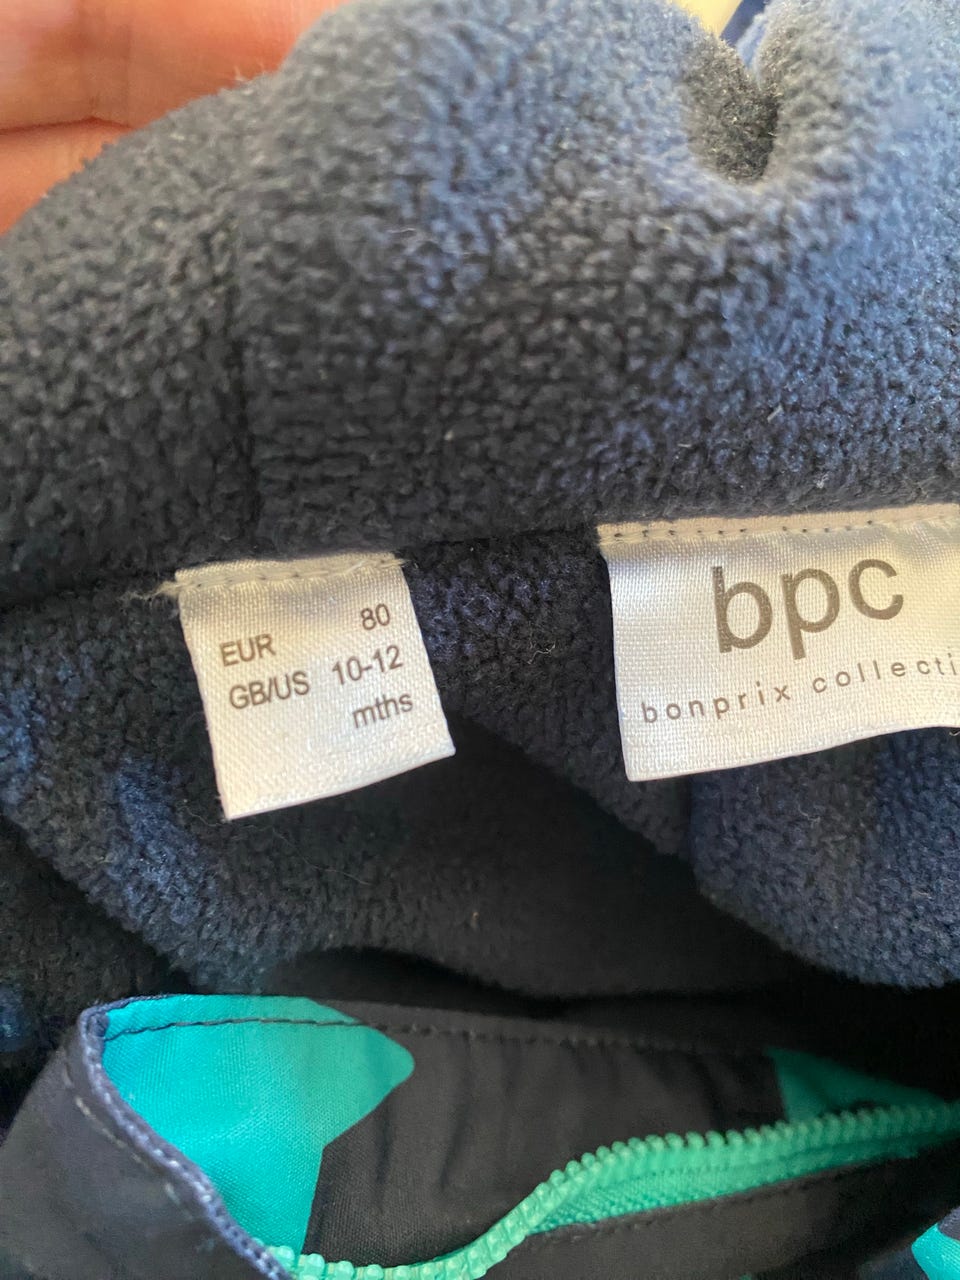 EUR 80
GB/US 10-12
mths
bpc
bonprix collecti